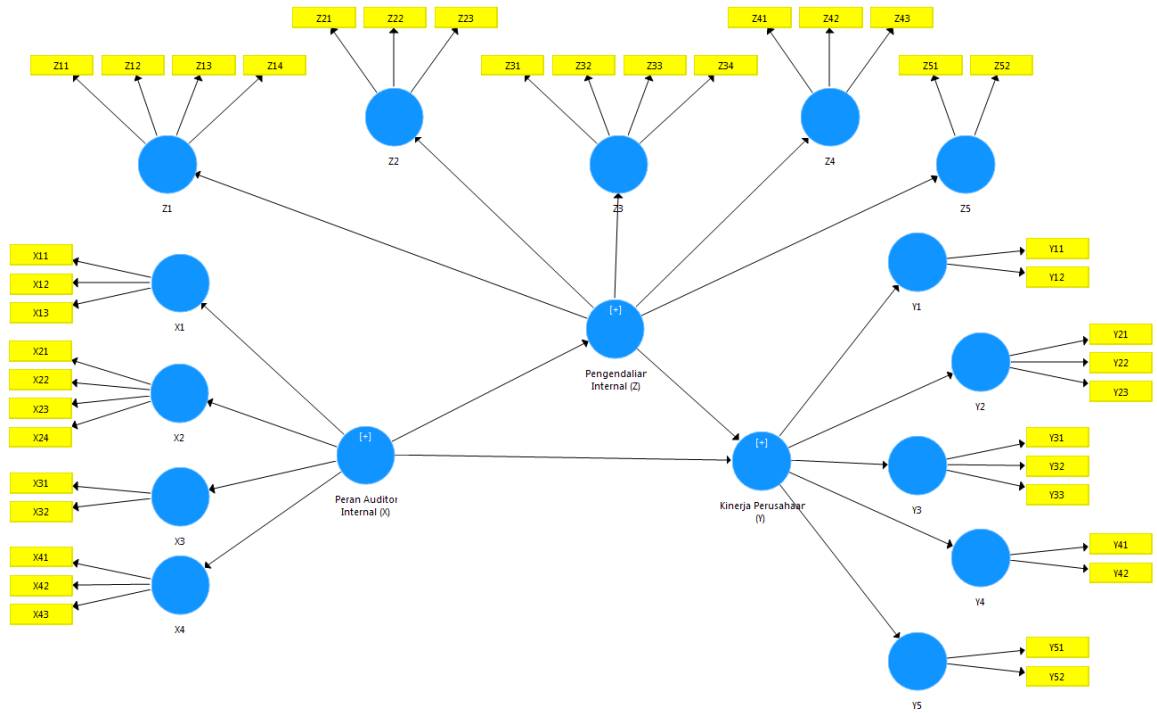 Z21
Z22
Z23
Z41
Z42
Z43
Z11
Z12
Z13
Z14
Z31
Z32
Z33
Z34
Z51
Z52
Z2
Z4
Z1
Z3
Z5
X11
X12
X13
X1
Y11
Y12
Y1
[+]
Pengendalian
Internal (Z)
X21
X22
X23
X24
X2
Y21
Y22
Y23
Y2
[+]
Peran Auditor
Internal (X)
[+]
Kinerja Perusahaan
(Y)
Y31
Y32
Y33
Y3
X31
X32
X3
X41
X42
X43
X4
Y41
Y42
Y4
Y51
Y52
Y5